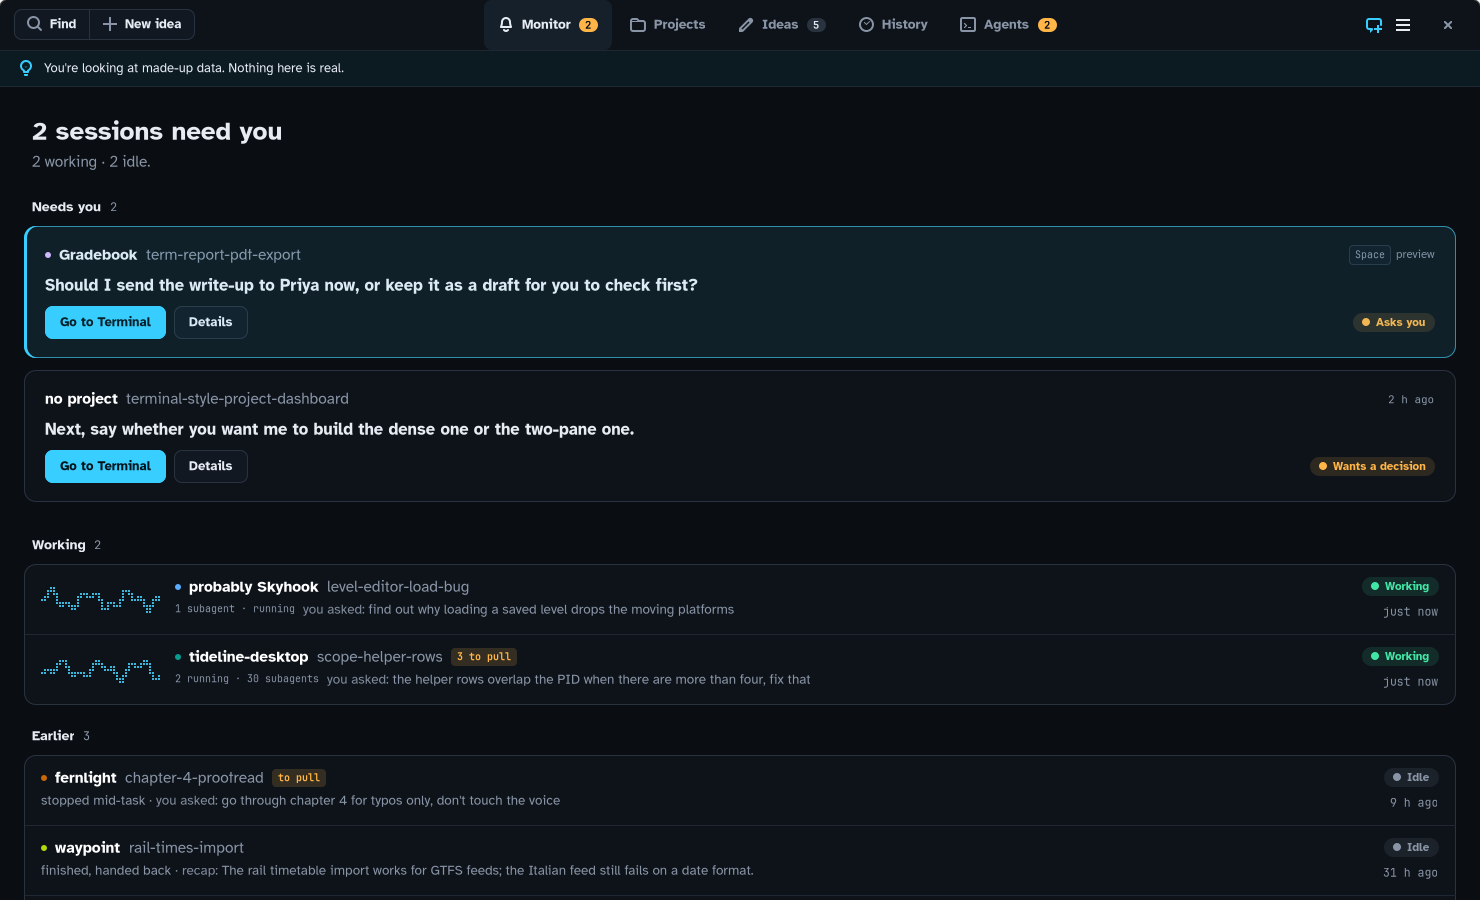 Find
New idea
Monitor 2
Projects
Ideas 5
History
Agents 2
You're looking at made-up data. Nothing here is real.
2 sessions need you
2 working · 2 idle.
Needs you 2
Gradebook term-report-pdf-export
Space preview
Should I send the write-up to Priya now, or keep it as a draft for you to check first?
Go to Terminal
Details
Asks you
no project terminal-style-project-dashboard
2 h ago
Next, say whether you want me to build the dense one or the two-pane one.
Go to Terminal
Details
Wants a decision
Working 2
probably Skyhook level-editor-load-bug
Working
1 subagent · running you asked: find out why loading a saved level drops the moving platforms
just now
tideline-desktop scope-helper-rows 3 to pull
Working
2 running · 30 subagents you asked: the helper rows overlap the PID when there are more than four, fix that
just now
Earlier 3
fernlight chapter-4-proofread to pull
Idle
stopped mid-task · you asked: go through chapter 4 for typos only, don't touch the voice
9 h ago
waypoint rail-times-import
Idle
finished, handed back · recap: The rail timetable import works for GTFS feeds; the Italian feed still fails on a date format.
31 h ago